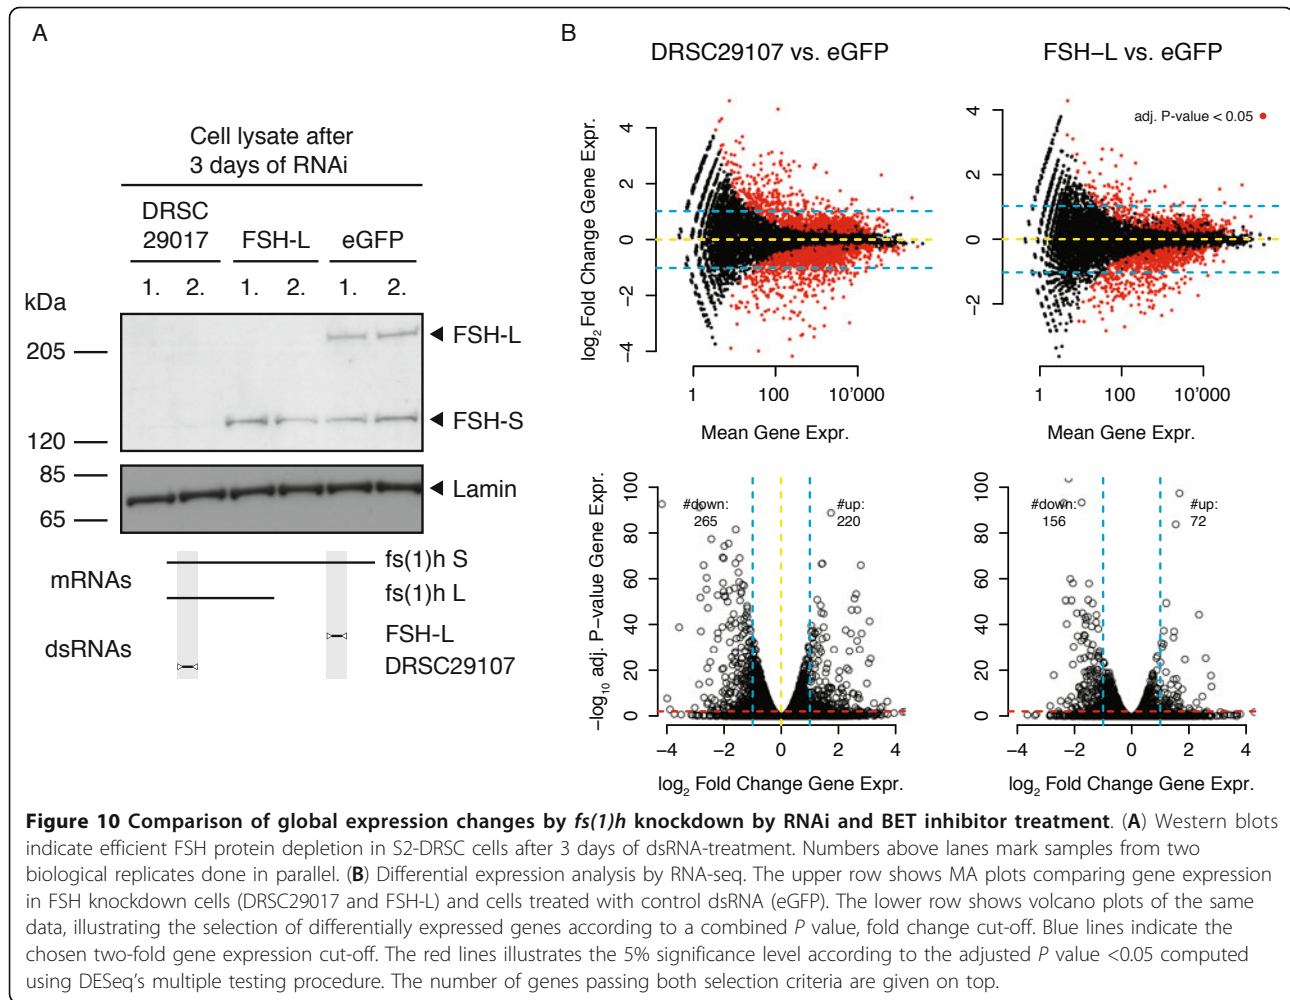 A
Cell lysate after
3 days of RNAi
DRSC
29017
FSH-L
eGFP
1. 2. 1. 2. 1. 2.
kDa
205
120
FSH-L
FSH-S
85
65
Lamin
mRNAs
fs(1)h S
fs(1)h L
dsRNAs
FSH-L
DRSC29107
B
DRSC29107 vs. eGFP
log2 Fold Change Gene Expr.
4
2
0
−2
−4
1 100 10'000
Mean Gene Expr.
FSH−L vs. eGFP
adj. P-value < 0.05
4
2
0
−2
1 100 10'000
Mean Gene Expr.
−log10 adj. P−value Gene Expr.
100
80
60
40
20
0
#down:
265
#up:
220
−4 −2 0 2 4
log2 Fold Change Gene Expr.
100
80
60
40
20
0
#down:
156
#up:
72
−4 −2 0 2 4
log2 Fold Change Gene Expr.
Figure 10 Comparison of global expression changes by fs(1)h knockdown by RNAi and BET inhibitor treatment. (A) Western blots
indicate efficient FSH protein depletion in S2-DRSC cells after 3 days of dsRNA-treatment. Numbers above lanes mark samples from two
biological replicates done in parallel. (B) Differential expression analysis by RNA-seq. The upper row shows MA plots comparing gene expression
in FSH knockdown cells (DRSC29017 and FSH-L) and cells treated with control dsRNA (eGFP). The lower row shows volcano plots of the same
data, illustrating the selection of differentially expressed genes according to a combined P value, fold change cut-off. Blue lines indicate the
chosen two-fold gene expression cut-off. The red lines illustrates the 5% significance level according to the adjusted P value <0.05 computed
using DESeq's multiple testing procedure. The number of genes passing both selection criteria are given on top.